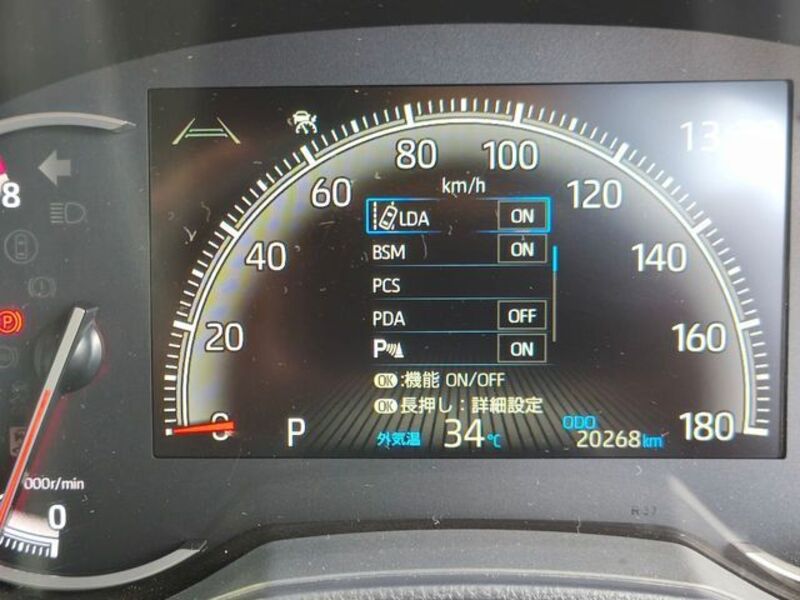 80 100
60 km/h 120
8
LDA ON
BSM ON
40 140
PCS
PDA OFF
20 160
P ON
OK:機能 ON/OFF
OK長押し:詳細設定
0 P 180
外気温 34℃ ODO 20268km
000r/min
0